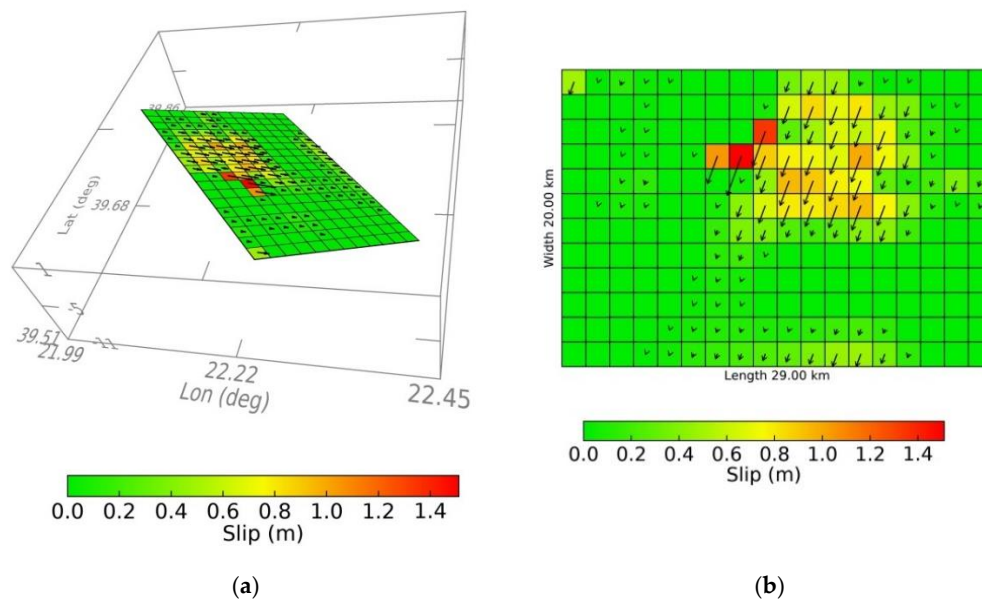 39.86
Lat (deg)
39.68
39.51
21.99
22.22
Lon (deg)
22.45
0.0 0.2 0.4 0.6 0.8 1.0 1.2 1.4
Slip (m)
(a)
Width 20.00 km
Length 29.00 km
0.0 0.2 0.4 0.6 0.8 1.0 1.2 1.4
Slip (m)
(b)